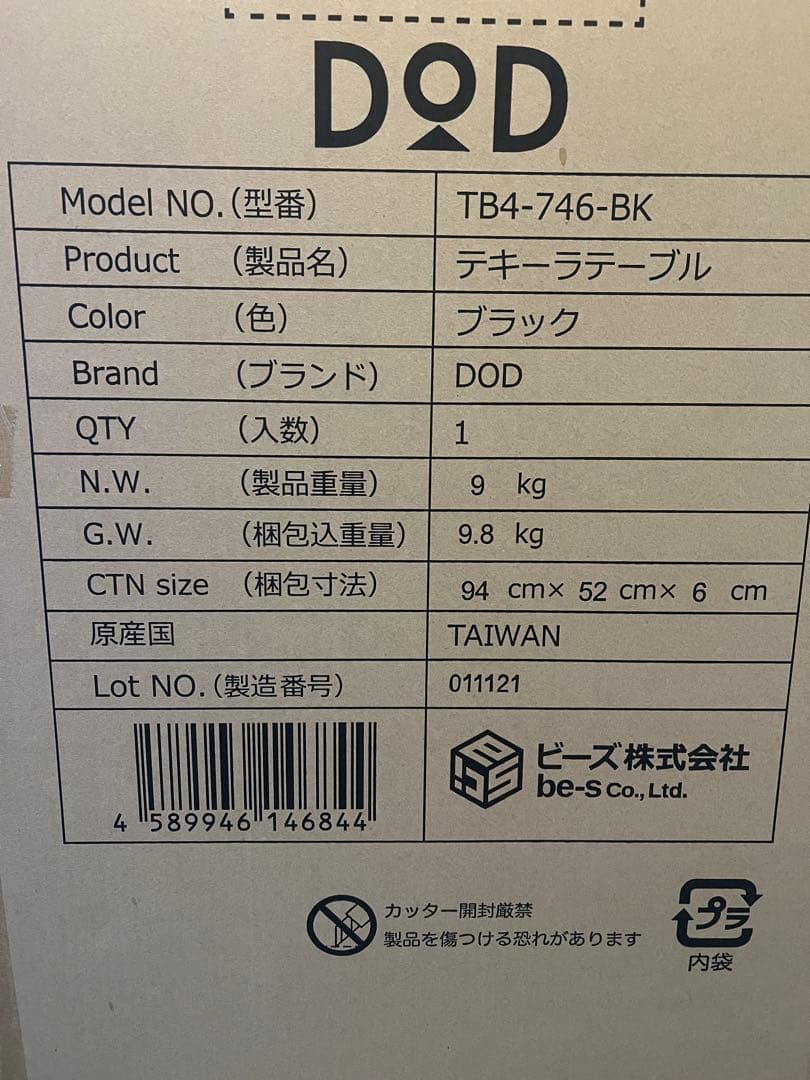 DOD
Model NO.(型番) TB4-746-BK
Product (製品名) テキーラテーブル
Color (色) ブラック
Brand (ブランド) DOD
QTY (入数) 1
N.W. (製品重量) 9 kg
G.W. (梱包込重量) 9.8 kg
CTN size (梱包寸法) 94 cm× 52 cm× 6 cm
原産国 TAIWAN
Lot NO.(製造番号) 011121
4 589946 146844
ビーズ株式会社
be-s Co., Ltd.
カッター開封厳禁
製品を傷つける恐れがあります
プラ
内袋